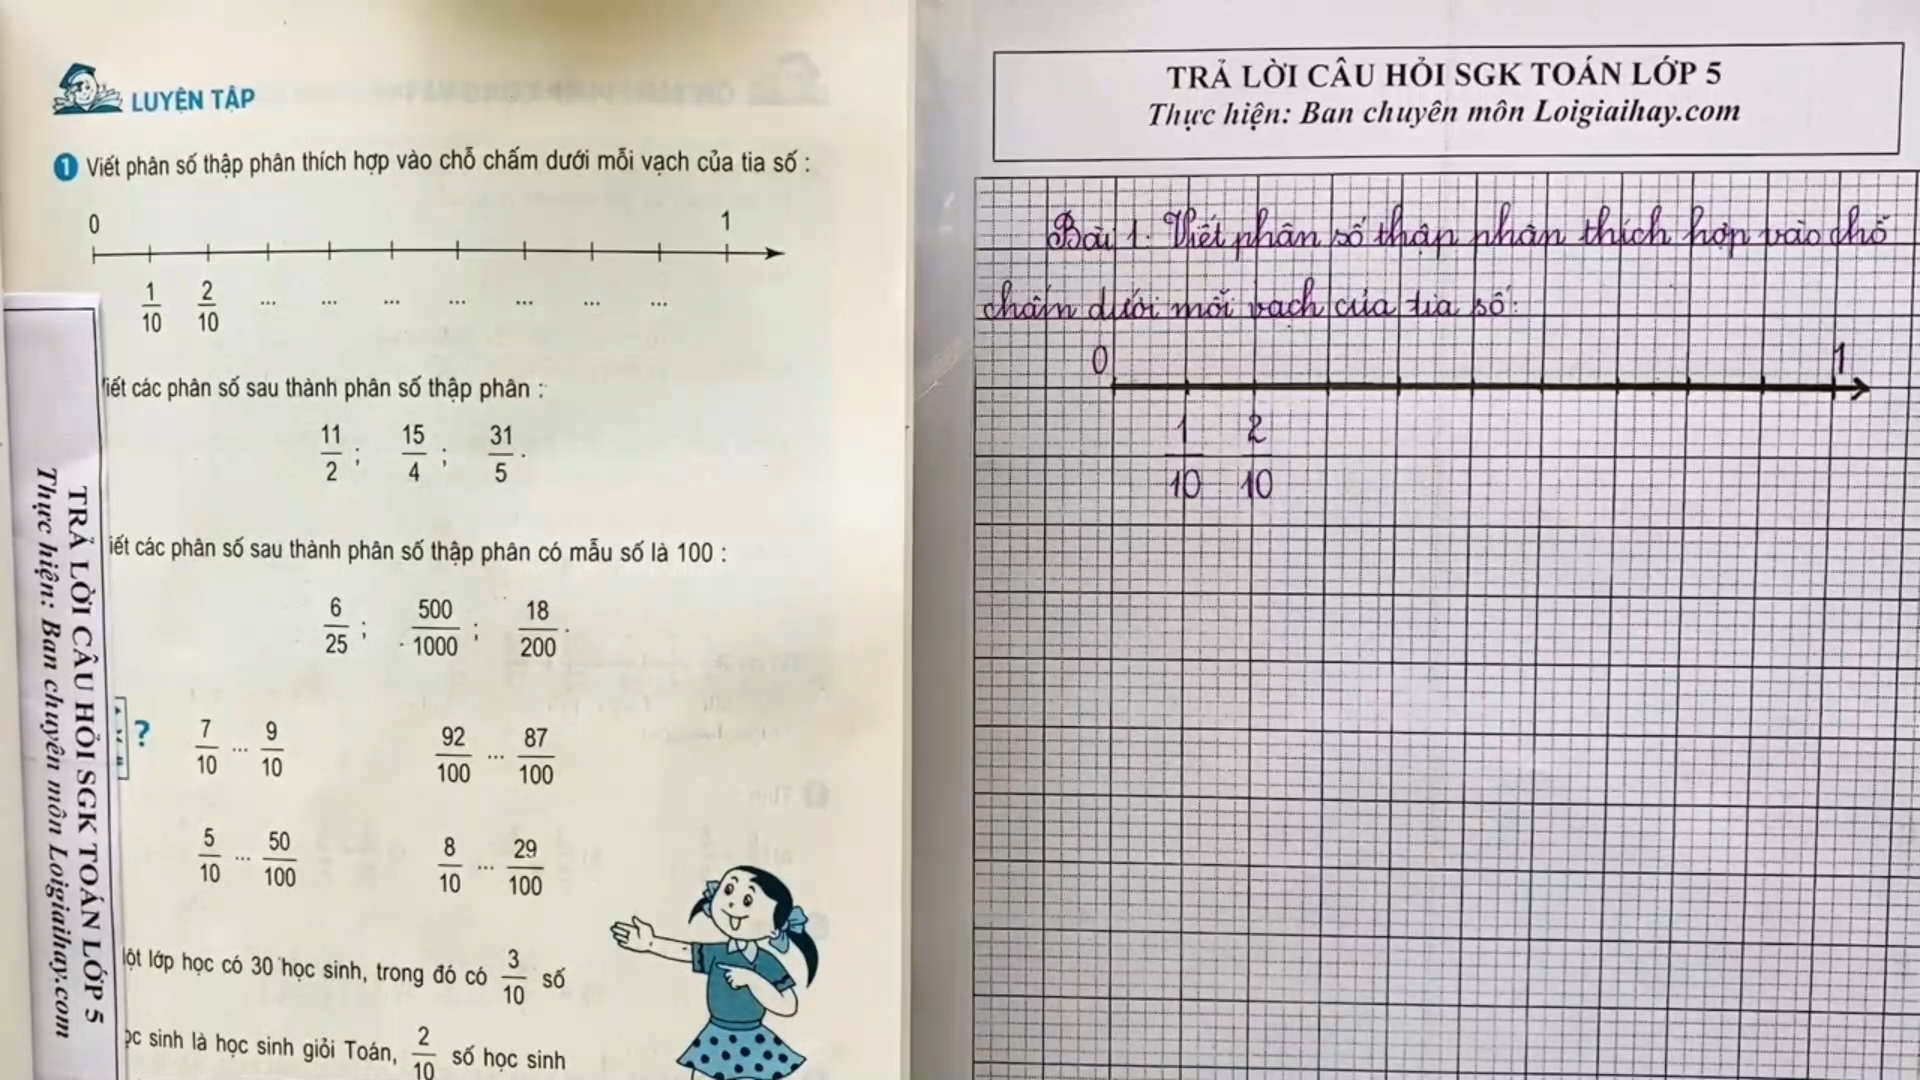 LUYỆN TẬP
1 Viết phân số thập phân thích hợp vào chỗ chấm dưới mỗi vạch của tia số :
0 1
1/10 2/10 ... ... ... ... ... ... ...
iết các phân số sau thành phân số thập phân :
11/2 ; 15/4 ; 31/5 .
iết các phân số sau thành phân số thập phân có mẫu số là 100 :
6/25 ; 500/1000 ; 18/200 .
? 7/10 ... 9/10 92/100 ... 87/100
5/10 ... 50/100 8/10 ... 29/100
ột lớp học có 30 học sinh, trong đó có 3/10 số
ọc sinh là học sinh giỏi Toán, 2/10 số học sinh
TRẢ LỜI CÂU HỎI SGK TOÁN LỚP 5
Thực hiện: Ban chuyên môn Loigiaihay.com
TRẢ LỜI CÂU HỎI SGK TOÁN LỚP 5
Thực hiện: Ban chuyên môn Loigiaihay.com
Bài 1. Viết phân số thập phân thích hợp vào chỗ
chấm dưới mỗi vạch của tia số:
0 1
1/10 2/10